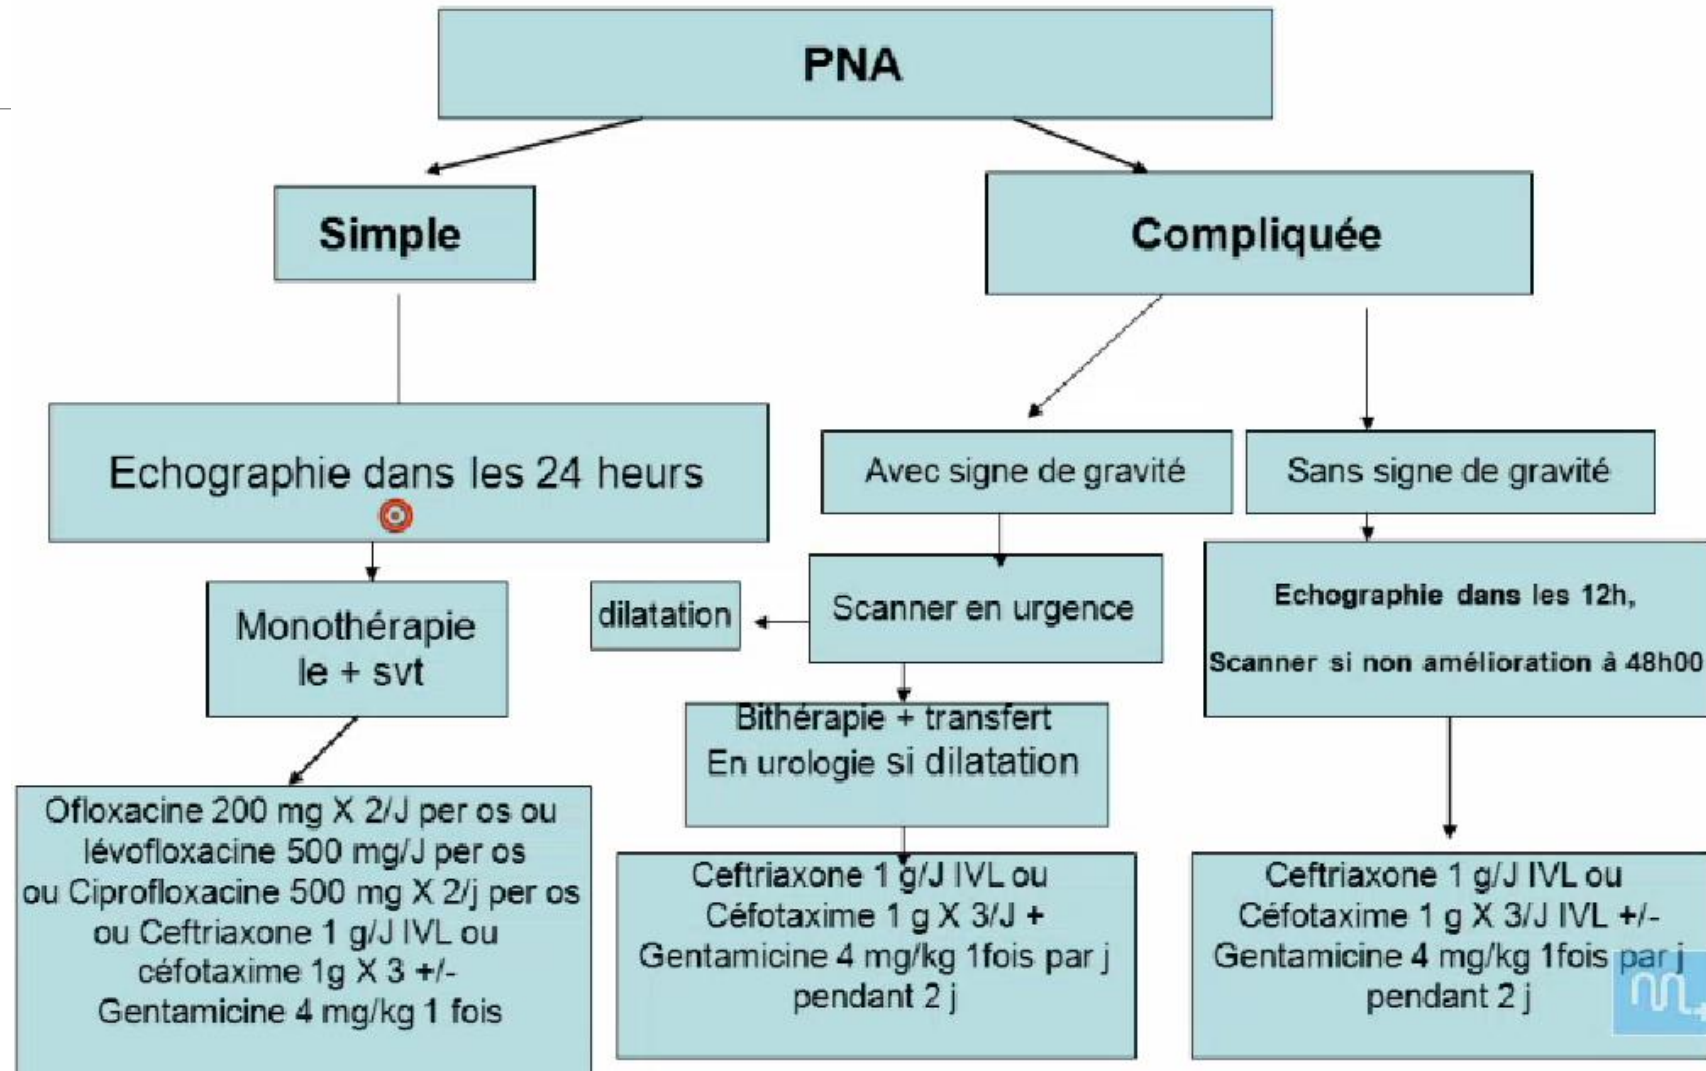 PNA
Simple
Compliquée
Echographie dans les 24 heurs
Avec signe de gravité
Sans signe de gravité
Monothérapie
le + svt
dilatation
Scanner en urgence
Echographie dans les 12h,
Scanner si non amélioration à 48h00
Bithérapie + transfert
En urologie si dilatation
Ofloxacine 200 mg X 2/J per os ou
lévofloxacine 500 mg/J per os
ou Ciprofloxacine 500 mg X 2/j per os
ou Ceftriaxone 1 g/J IVL ou
céfotaxime 1g X 3 +/-
Gentamicine 4 mg/kg 1 fois
Ceftriaxone 1 g/J IVL ou
Céfotaxime 1 g X 3/J +
Gentamicine 4 mg/kg 1fois par j
pendant 2 j
Ceftriaxone 1 g/J IVL ou
Céfotaxime 1 g X 3/J IVL +/-
Gentamicine 4 mg/kg 1fois par j
pendant 2 j